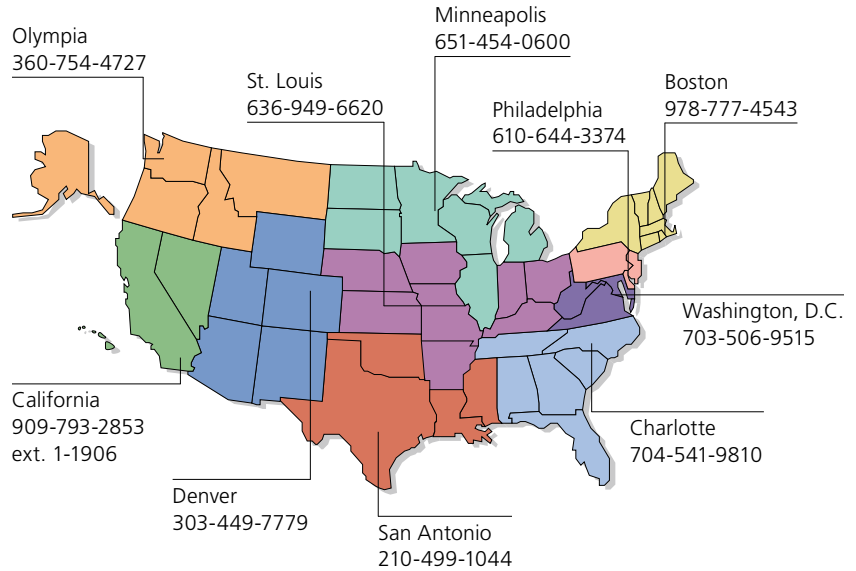 Minneapolis
651-454-0600
Olympia
360-754-4727
St. Louis
636-949-6620
Boston
978-777-4543
Philadelphia
610-644-3374
Washington, D.C.
703-506-9515
California
909-793-2853
ext. 1-1906
Charlotte
704-541-9810
Denver
303-449-7779
San Antonio
210-499-1044